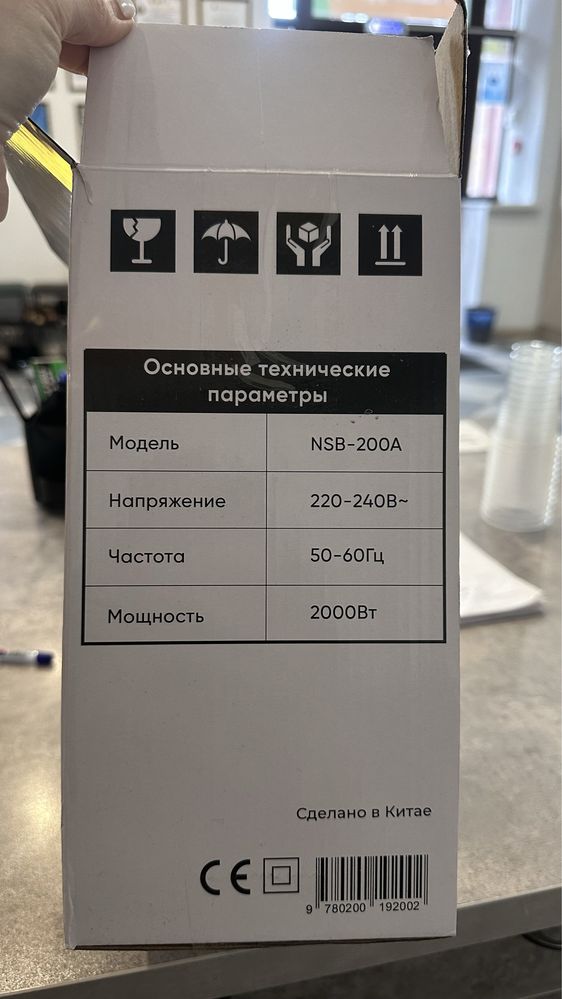 Основные технические
параметры
Модель NSB-200A
Напряжение 220-240В~
Частота 50-60Гц
Мощность 2000Вт
Сделано в Китае
CE
9 780200 192002